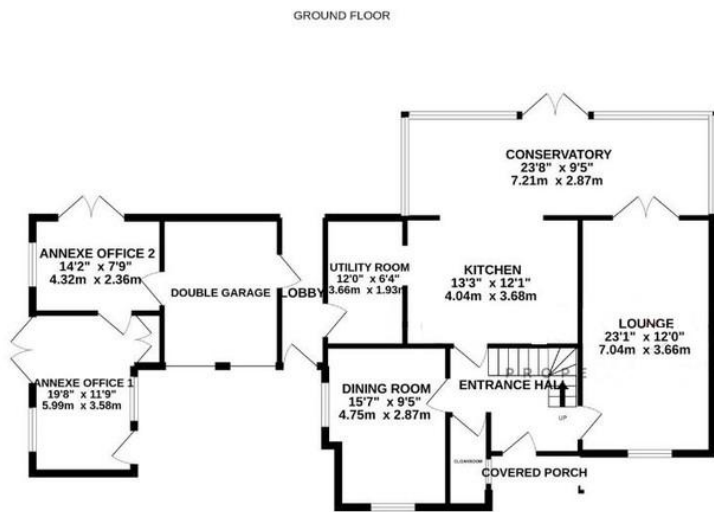 GROUND FLOOR
CONSERVATORY
23'8" x 9'5"
7.21m x 2.87m
ANNEXE OFFICE 2
14'2" x 7'9"
4.32m x 2.36m
DOUBLE GARAGE
LOBBY
UTILITY ROOM
12'0" x 6'4"
3.66m x 1.93m
KITCHEN
13'3" x 12'1"
4.04m x 3.68m
LOUNGE
23'1" x 12'0"
7.04m x 3.66m
ANNEXE OFFICE 1
19'8" x 11'9"
5.99m x 3.58m
DINING ROOM
15'7" x 9'5"
4.75m x 2.87m
PROPE
ENTRANCE HALL
UP
CLOAKROOM
COVERED PORCH